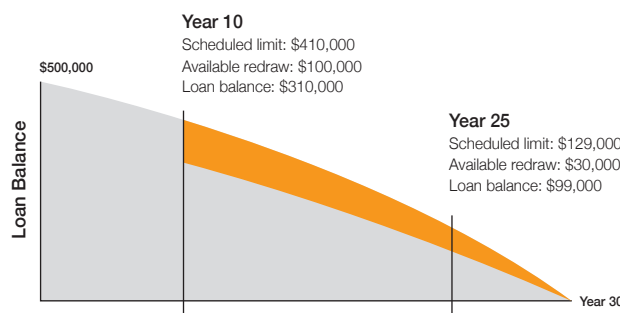 Year 10
Scheduled limit: $410,000
Available redraw: $100,000
Loan balance: $310,000
$500,000
Year 25
Scheduled limit: $129,000
Available redraw: $30,000
Loan balance: $99,000
Loan Balance
Year 30